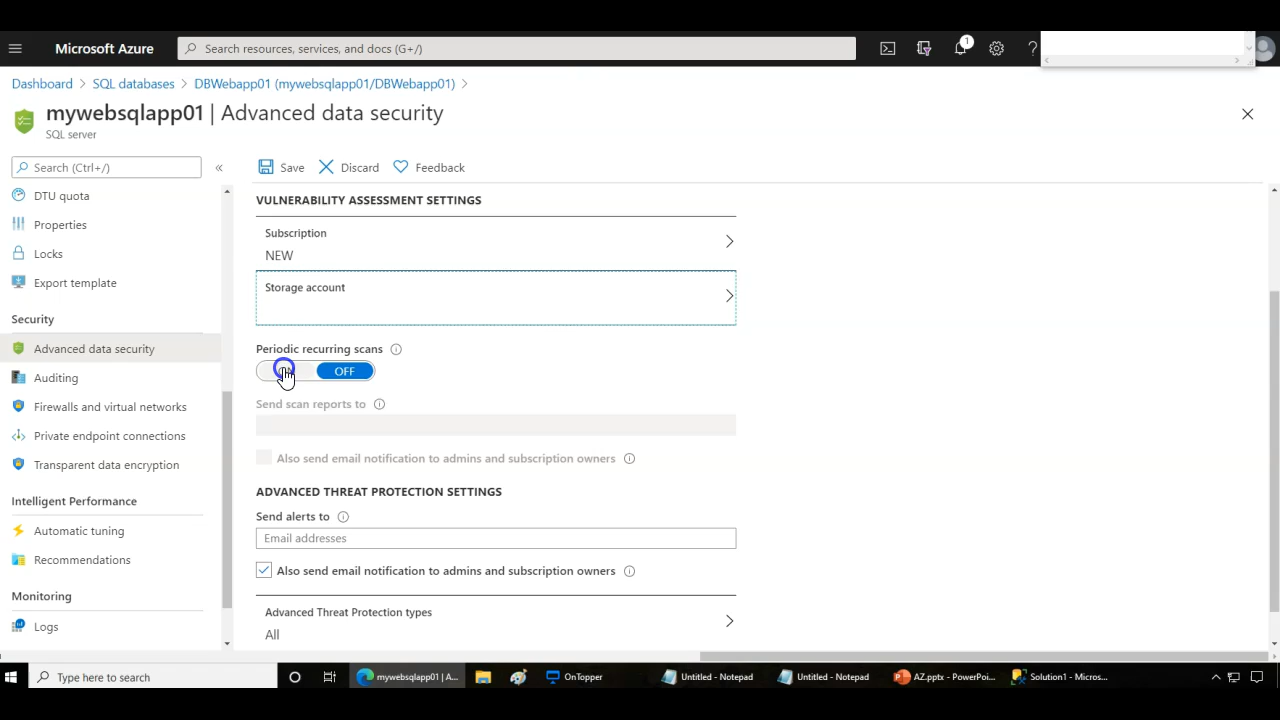 Microsoft Azure
Search resources, services, and docs (G+/)
1
Dashboard > SQL databases > DBWebapp01 (mywebsqlapp01/DBWebapp01) >
mywebsqlapp01 | Advanced data security
SQL server
Search (Ctrl+/)
«
Save
Discard
Feedback
DTU quota
Properties
Locks
Export template
Security
Advanced data security
Auditing
Firewalls and virtual networks
Private endpoint connections
Transparent data encryption
Intelligent Performance
Automatic tuning
Recommendations
Monitoring
Logs
VULNERABILITY ASSESSMENT SETTINGS
Subscription
NEW
Storage account
Periodic recurring scans
OFF
Send scan reports to
Also send email notification to admins and subscription owners
ADVANCED THREAT PROTECTION SETTINGS
Send alerts to
Email addresses
Also send email notification to admins and subscription owners
Advanced Threat Protection types
All
Type here to search
mywebsqlapp01 | A...
OnTopper
Untitled - Notepad
Untitled - Notepad
AZ.pptx - PowerPoi...
Solution1 - Micros...